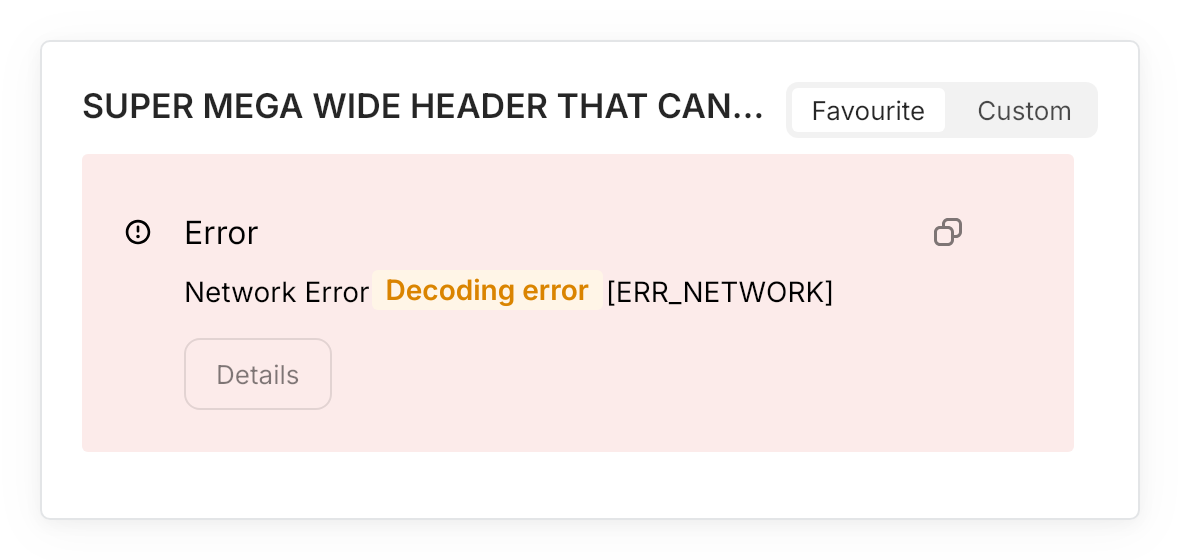 SUPER MEGA WIDE HEADER THAT CAN... Favourite Custom
Error
Network Error Decoding error [ERR_NETWORK]
Details